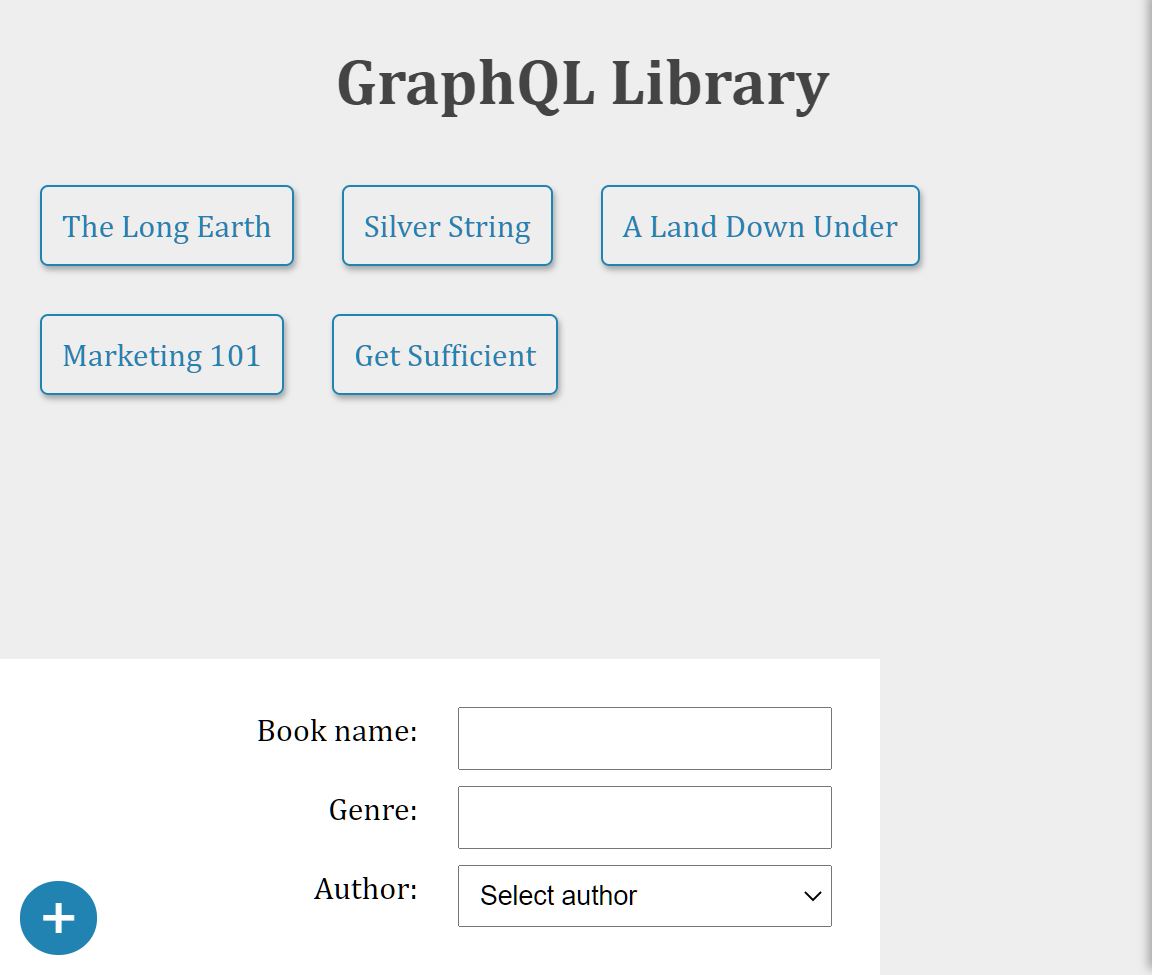 GraphQL Library
The Long Earth
Silver String
A Land Down Under
Marketing 101
Get Sufficient
Book name:
Genre:
Author:
Select author
+